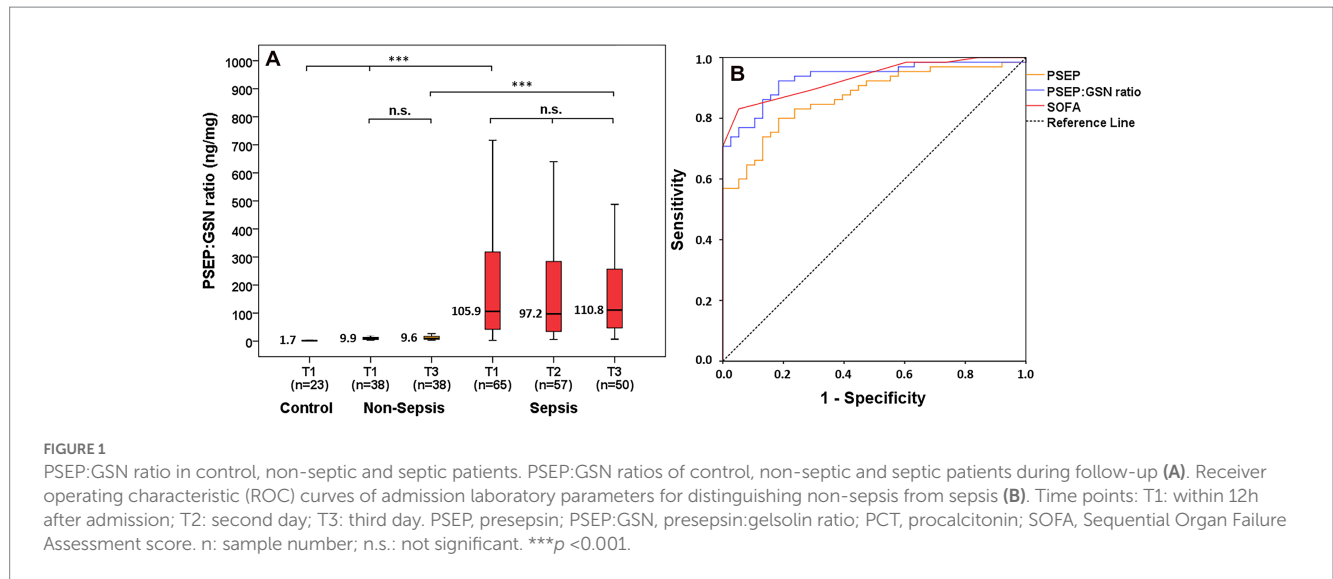 A
PSEP:GSN ratio (ng/mg)
1000
900
800
700
600
500
400
300
200
100
0
***
***
n.s.
n.s.
1.7
9.9
9.6
105.9
97.2
110.8
T1 T1 T3 T1 T2 T3
(n=23) (n=38) (n=38) (n=65) (n=57) (n=50)
Control Non-Sepsis Sepsis
B
Sensitivity
1.0
0.8
0.6
0.4
0.2
0.0
0.0 0.2 0.4 0.6 0.8 1.0
1 - Specificity
PSEP
PSEP:GSN ratio
SOFA
Reference Line
FIGURE 1
PSEP:GSN ratio in control, non-septic and septic patients. PSEP:GSN ratios of control, non-septic and septic patients during follow-up (A). Receiver
operating characteristic (ROC) curves of admission laboratory parameters for distinguishing non-sepsis from sepsis (B). Time points: T1: within 12h
after admission; T2: second day; T3: third day. PSEP, presepsin; PSEP:GSN, presepsin:gelsolin ratio; PCT, procalcitonin; SOFA, Sequential Organ Failure
Assessment score. n: sample number; n.s.: not significant. ***p <0.001.